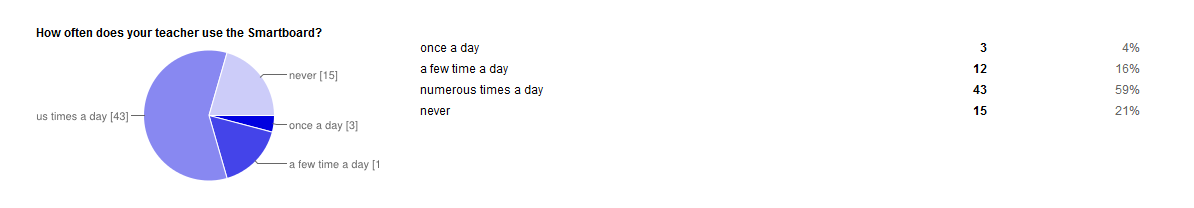 How often does your teacher use the Smartboard?
never [15]
us times a day [43]
once a day [3]
a few time a day [1
once a day 3 4%
a few time a day 12 16%
numerous times a day 43 59%
never 15 21%